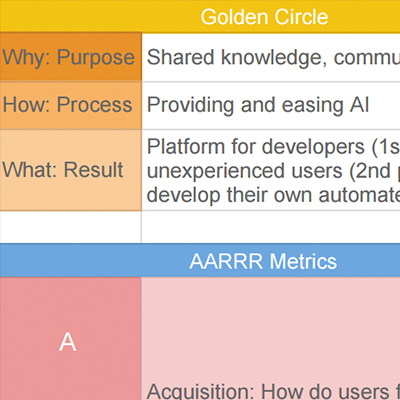 Golden Circle
Why: Purpose
Shared knowledge, commu
How: Process
Providing and easing AI
What: Result
Platform for developers (1s
unexperienced users (2nd
develop their own automate
AARRR Metrics
A
Acquisition: How do users